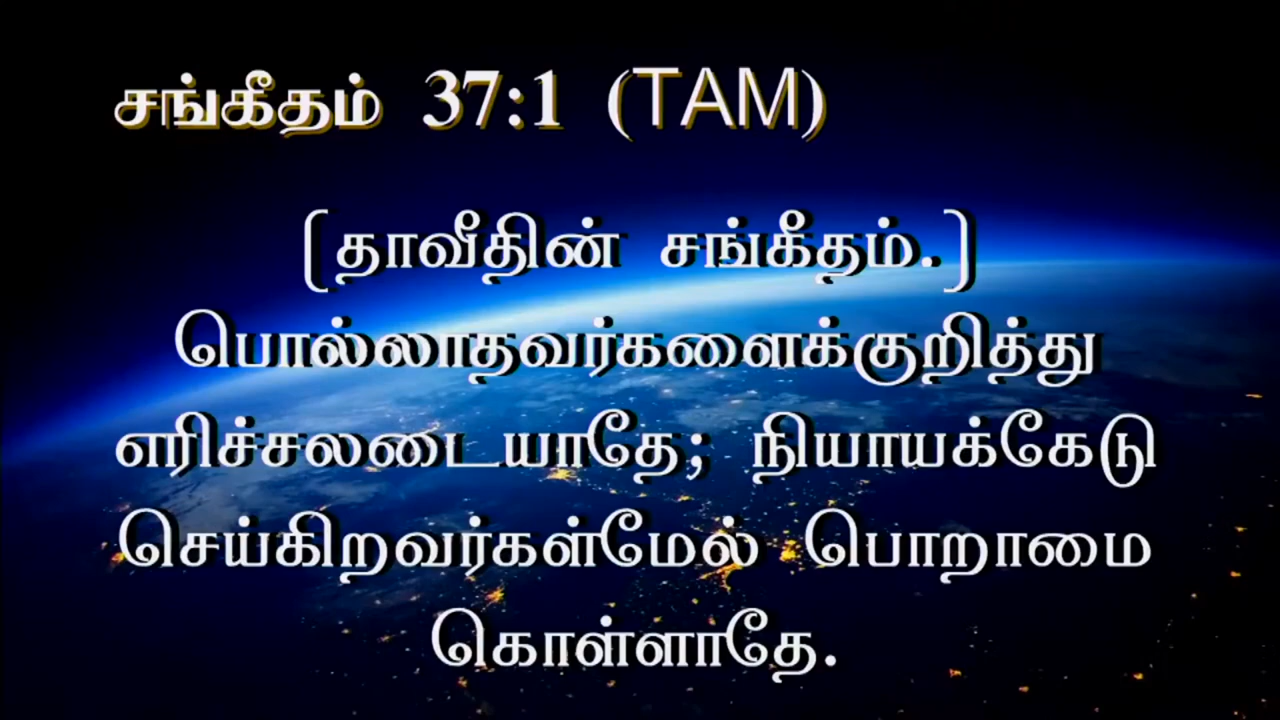 சங்கீதம் 37:1 (TAM)
(தாவீதின் சங்கீதம்.)
பொல்லாதவர்களைக்குறித்து
எரிச்சலடையாதே; நியாயக்கேடு
செய்கிறவர்கள்மேல் பொறாமை
கொள்ளாதே.